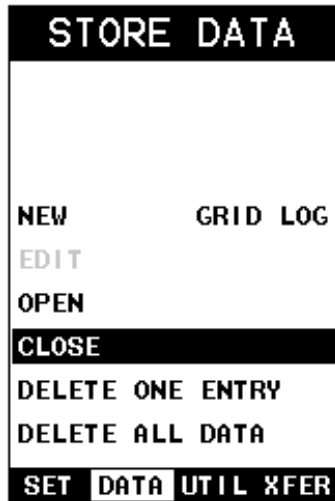 STORE DATA
NEW GRID LOG
EDIT
OPEN
CLOSE
DELETE ONE ENTRY
DELETE ALL DATA
SET DATA UTIL XFER